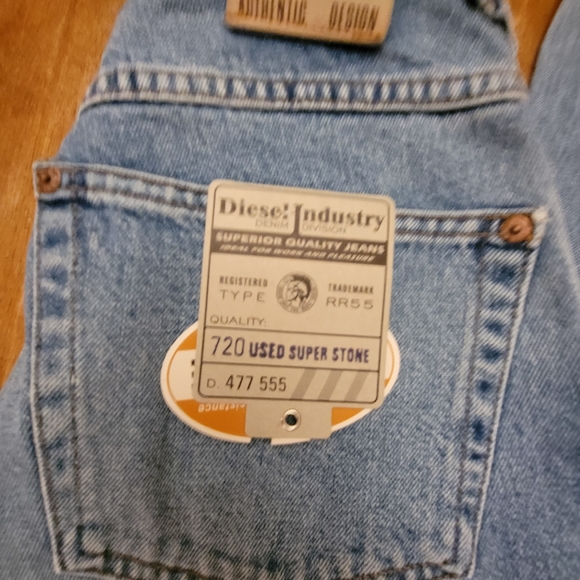 AUTHENTIC DESIGN
Diesel Industry
DENIM DIVISION
SUPERIOR QUALITY JEANS
IDEAL FOR WORK AND PLEASURE
REGISTERED TRADEMARK
TYPE RR55
QUALITY:
720 USED SUPER STONE
D. 477 555